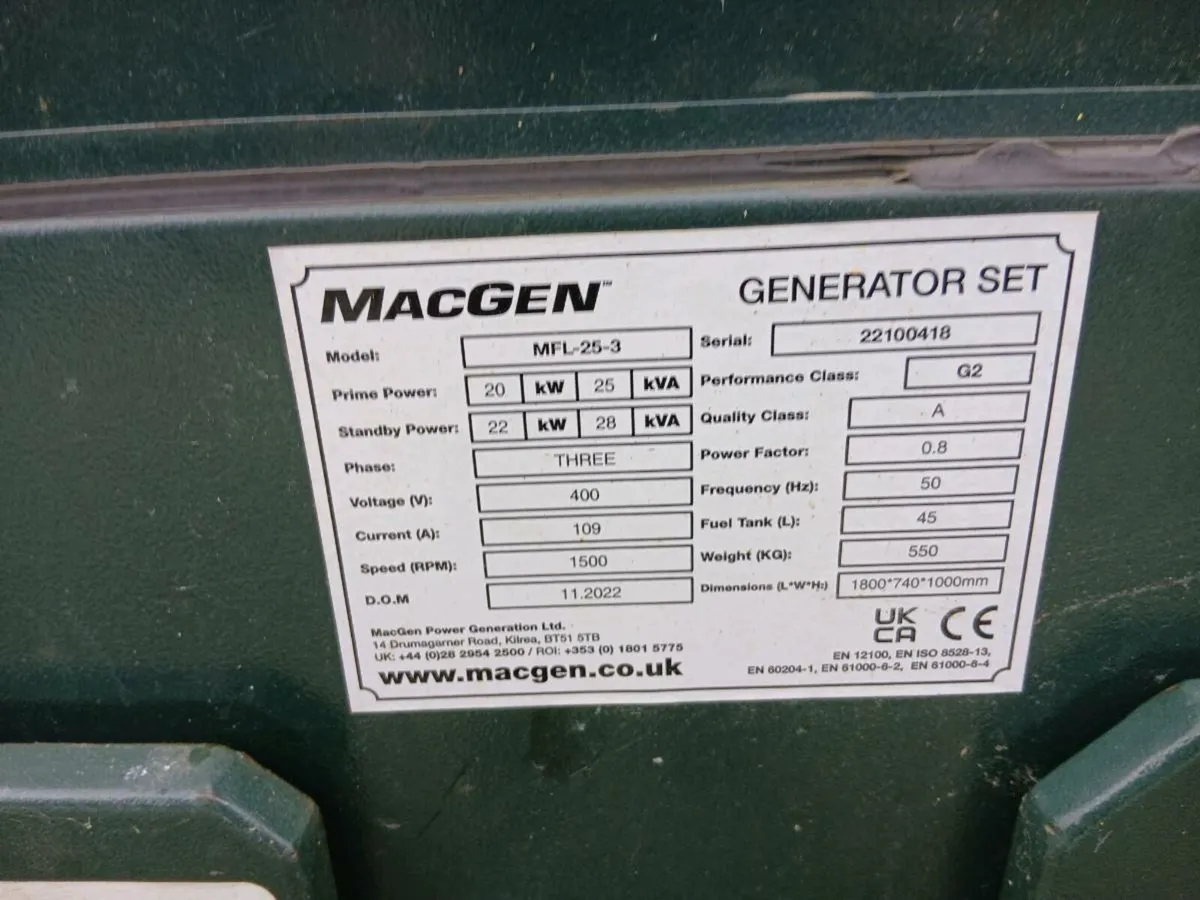 MACGEN™ GENERATOR SET
Model: MFL-25-3 Serial: 22100418
Prime Power: 20 kW 25 kVA Performance Class: G2
Standby Power: 22 kW 28 kVA Quality Class: A
Phase: THREE Power Factor: 0.8
Voltage (V): 400 Frequency (Hz): 50
Current (A): 109 Fuel Tank (L): 45
Speed (RPM): 1500 Weight (KG): 550
D.O.M 11.2022 Dimensions (L*W*H:) 1800*740*1000mm
MacGen Power Generation Ltd.
14 Drumagarner Road, Kilrea, BT51 5TB
UK: +44 (0)28 2954 2500 / ROI: +353 (0) 1801 5775
www.macgen.co.uk
UK CA CE
EN 12100, EN ISO 8528-13,
EN 60204-1, EN 61000-6-2, EN 61000-6-4